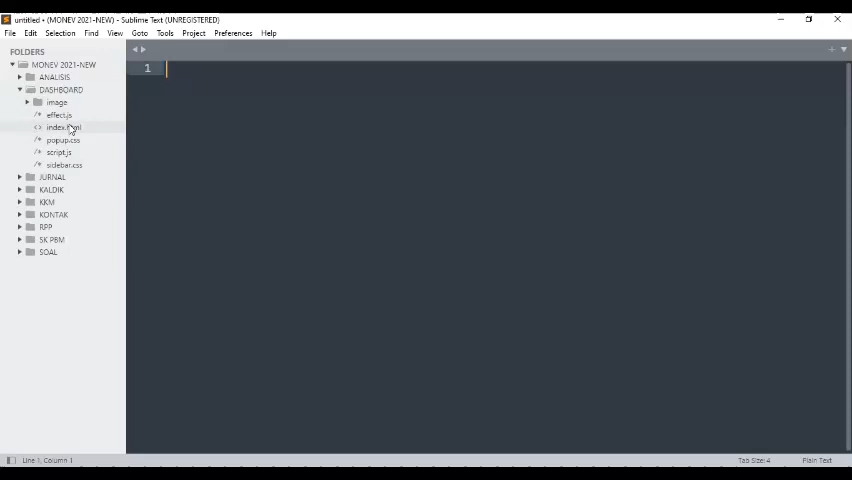 untitled • (MONEV 2021-NEW) - Sublime Text (UNREGISTERED)
File Edit Selection Find View Goto Tools Project Preferences Help
FOLDERS
MONEV 2021-NEW
ANALISIS
DASHBOARD
image
/* effect.js
<> index.html
/* popup.css
/* script.js
/* sidebar.css
JURNAL
KALDIK
KKM
KONTAK
RPP
SK PBM
SOAL
1
Line 1, Column 1
Tab Size: 4
Plain Text